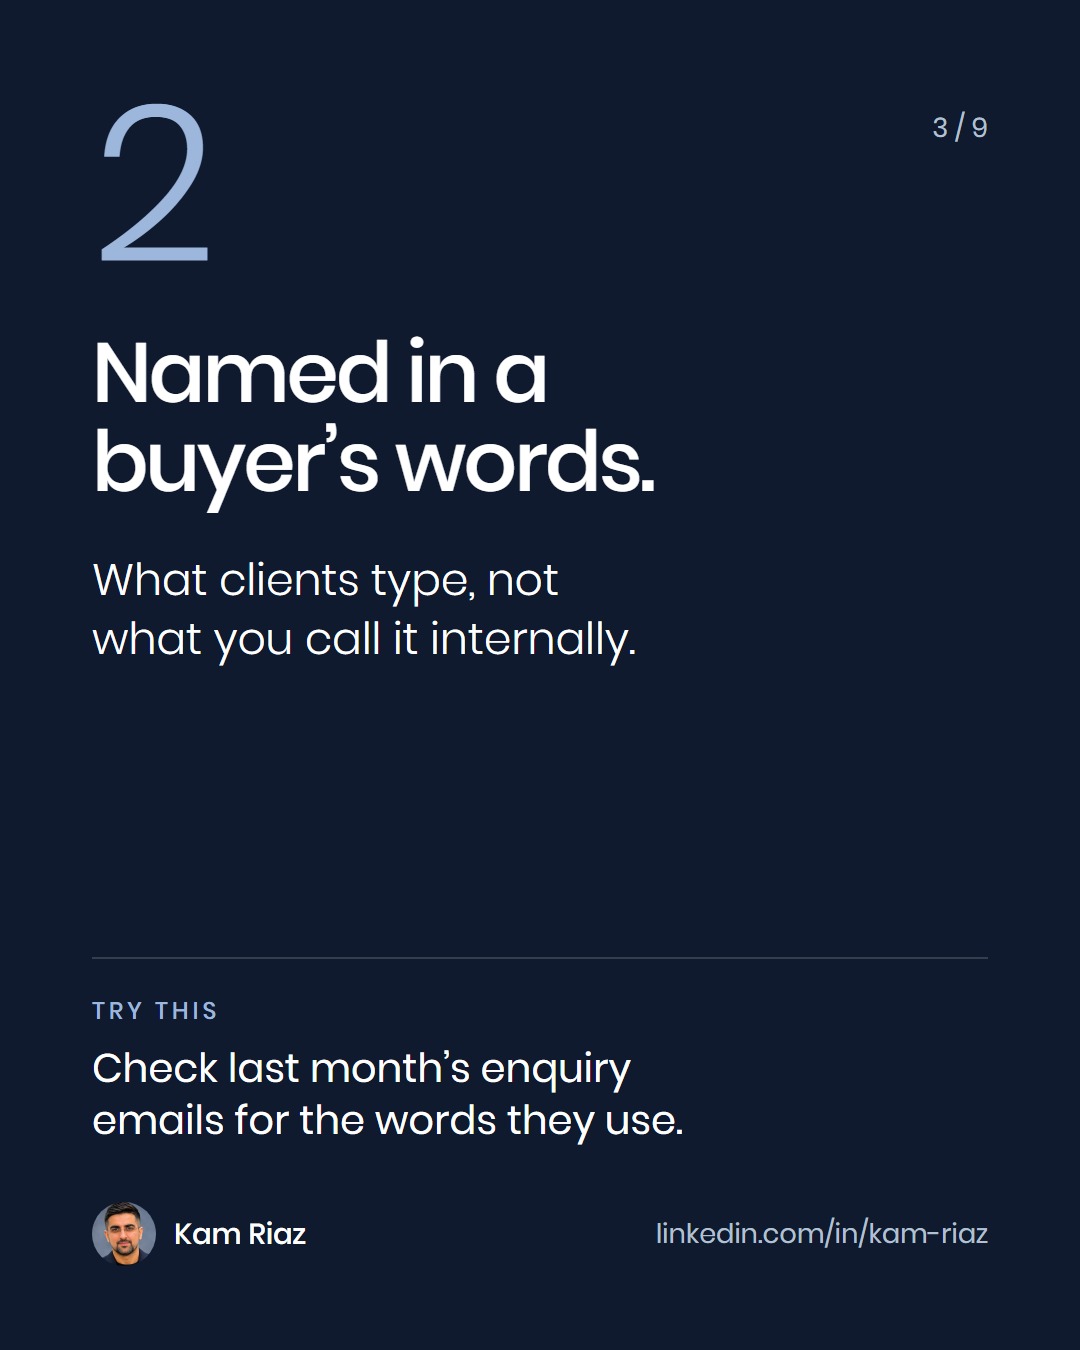 2
3 / 9
Named in a
buyer’s words.
What clients type, not
what you call it internally.
TRY THIS
Check last month’s enquiry
emails for the words they use.
Kam Riaz
linkedin.com/in/kam-riaz